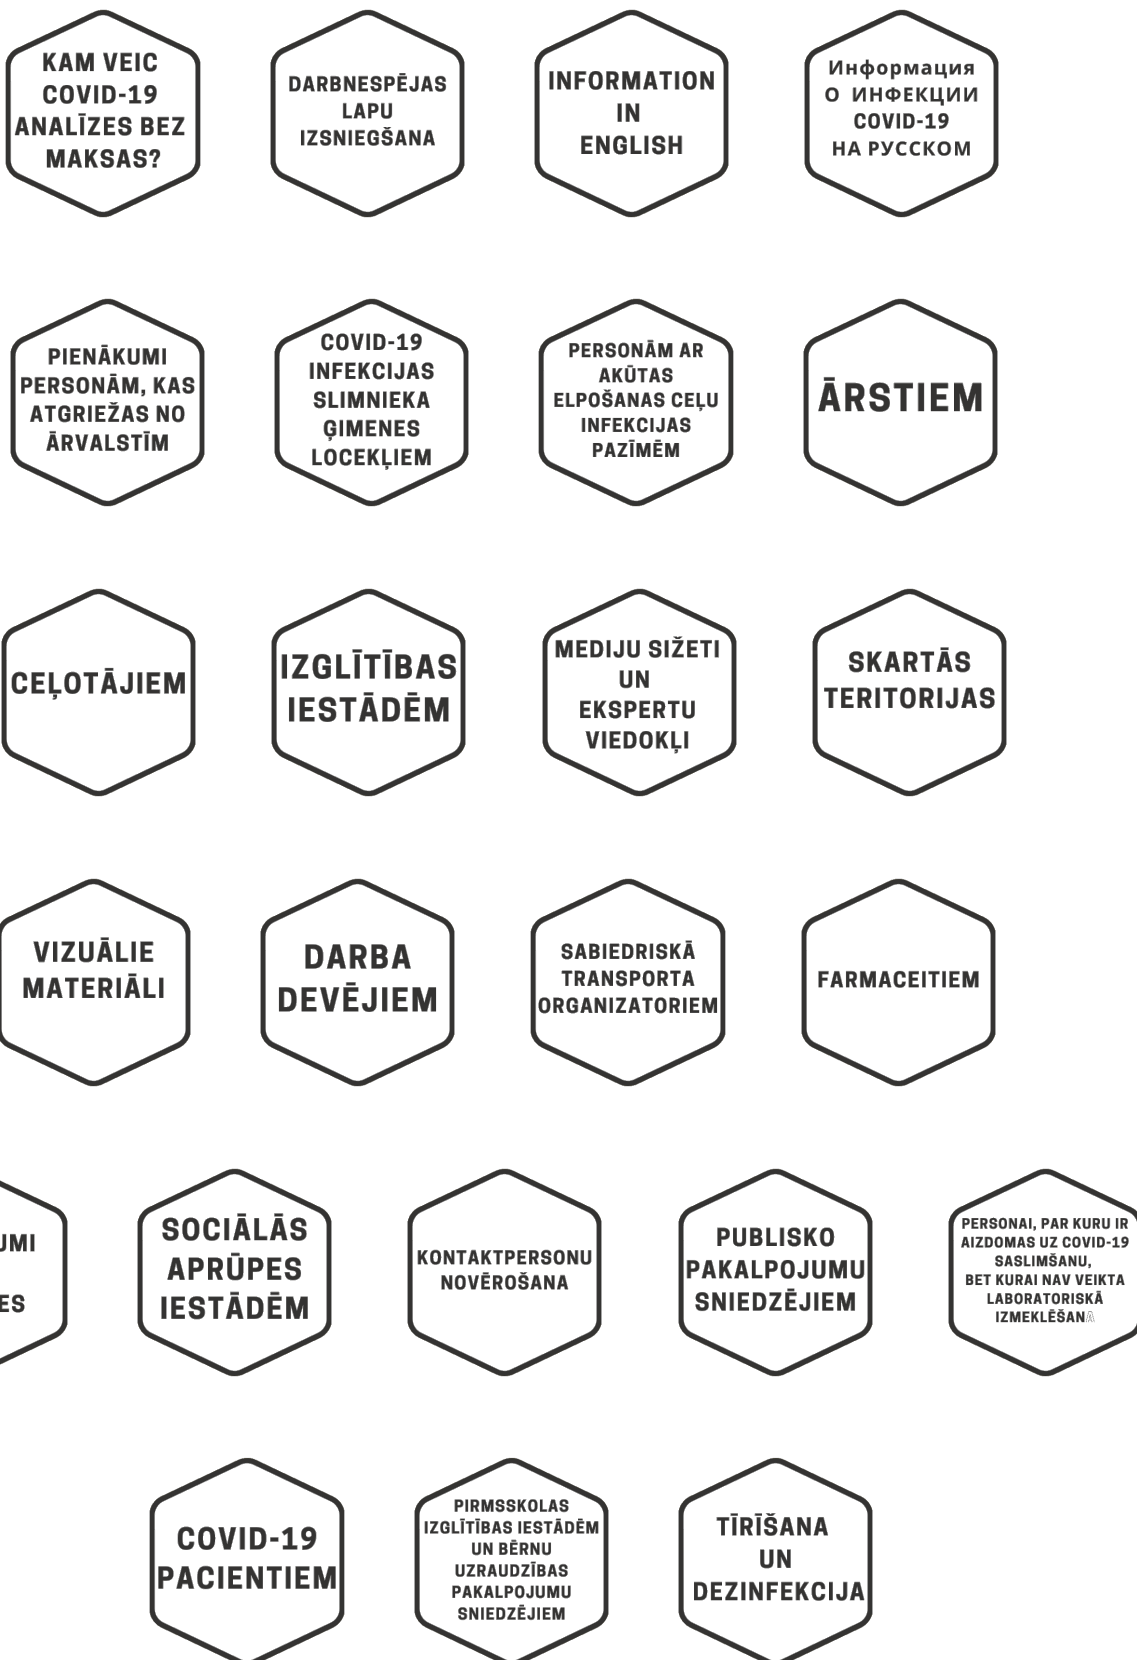 KAM VEIC
COVID-19
ANALĪZES BEZ
MAKSAS?
DARBNESPĒJAS
LAPU
IZSNIEGŠANA
INFORMATION
IN
ENGLISH
Информация
О ИНФЕКЦИИ
COVID-19
НА РУССКОМ
PIENĀKUMI
PERSONĀM, KAS
ATGRIEŽAS NO
ĀRVALSTĪM
COVID-19
INFEKCIJAS
SLIMNIEKA
ĢIMENES
LOCEKĻIEM
PERSONĀM AR
AKŪTAS
ELPOŠANAS CEĻU
INFEKCIJAS
PAZĪMĒM
ĀRSTIEM
CEĻOTĀJIEM
IZGLĪTĪBAS
IESTĀDĒM
MEDIJU SIŽETI
UN
EKSPERTU
VIEDOKĻI
SKARTĀS
TERITORIJAS
VIZUĀLIE
MATERIĀLI
DARBA
DEVĒJIEM
SABIEDRISKĀ
TRANSPORTA
ORGANIZATORIEM
FARMACEITIEM
SOCIĀLĀS
APRŪPES
IESTĀDĒM
KONTAKTPERSONU
NOVĒROŠANA
PUBLISKO
PAKALPOJUMU
SNIEDZĒJIEM
PERSONAI, PAR KURU IR
AIZDOMAS UZ COVID-19
SASLIMŠANU,
BET KURAI NAV VEIKTA
LABORATORISKĀ
IZMEKLĒŠANĀ
COVID-19
PACIENTIEM
PIRMSSKOLAS
IZGLĪTĪBAS IESTĀDĒM
UN BĒRNU
UZRAUDZĪBAS
PAKALPOJUMU
SNIEDZĒJIEM
TĪRĪŠANA
UN
DEZINFEKCIJA